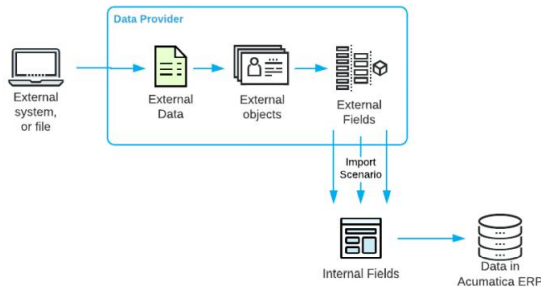 Data Provider
External
system,
or file
External
Data
External
objects
External
Fields
Import
Scenario
Internal Fields
Data in
Acumatica ERP